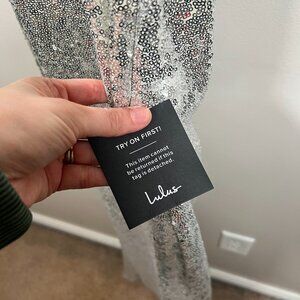 TRY ON FIRST!
This item cannot
be returned if this
tag is detached.
Lulus